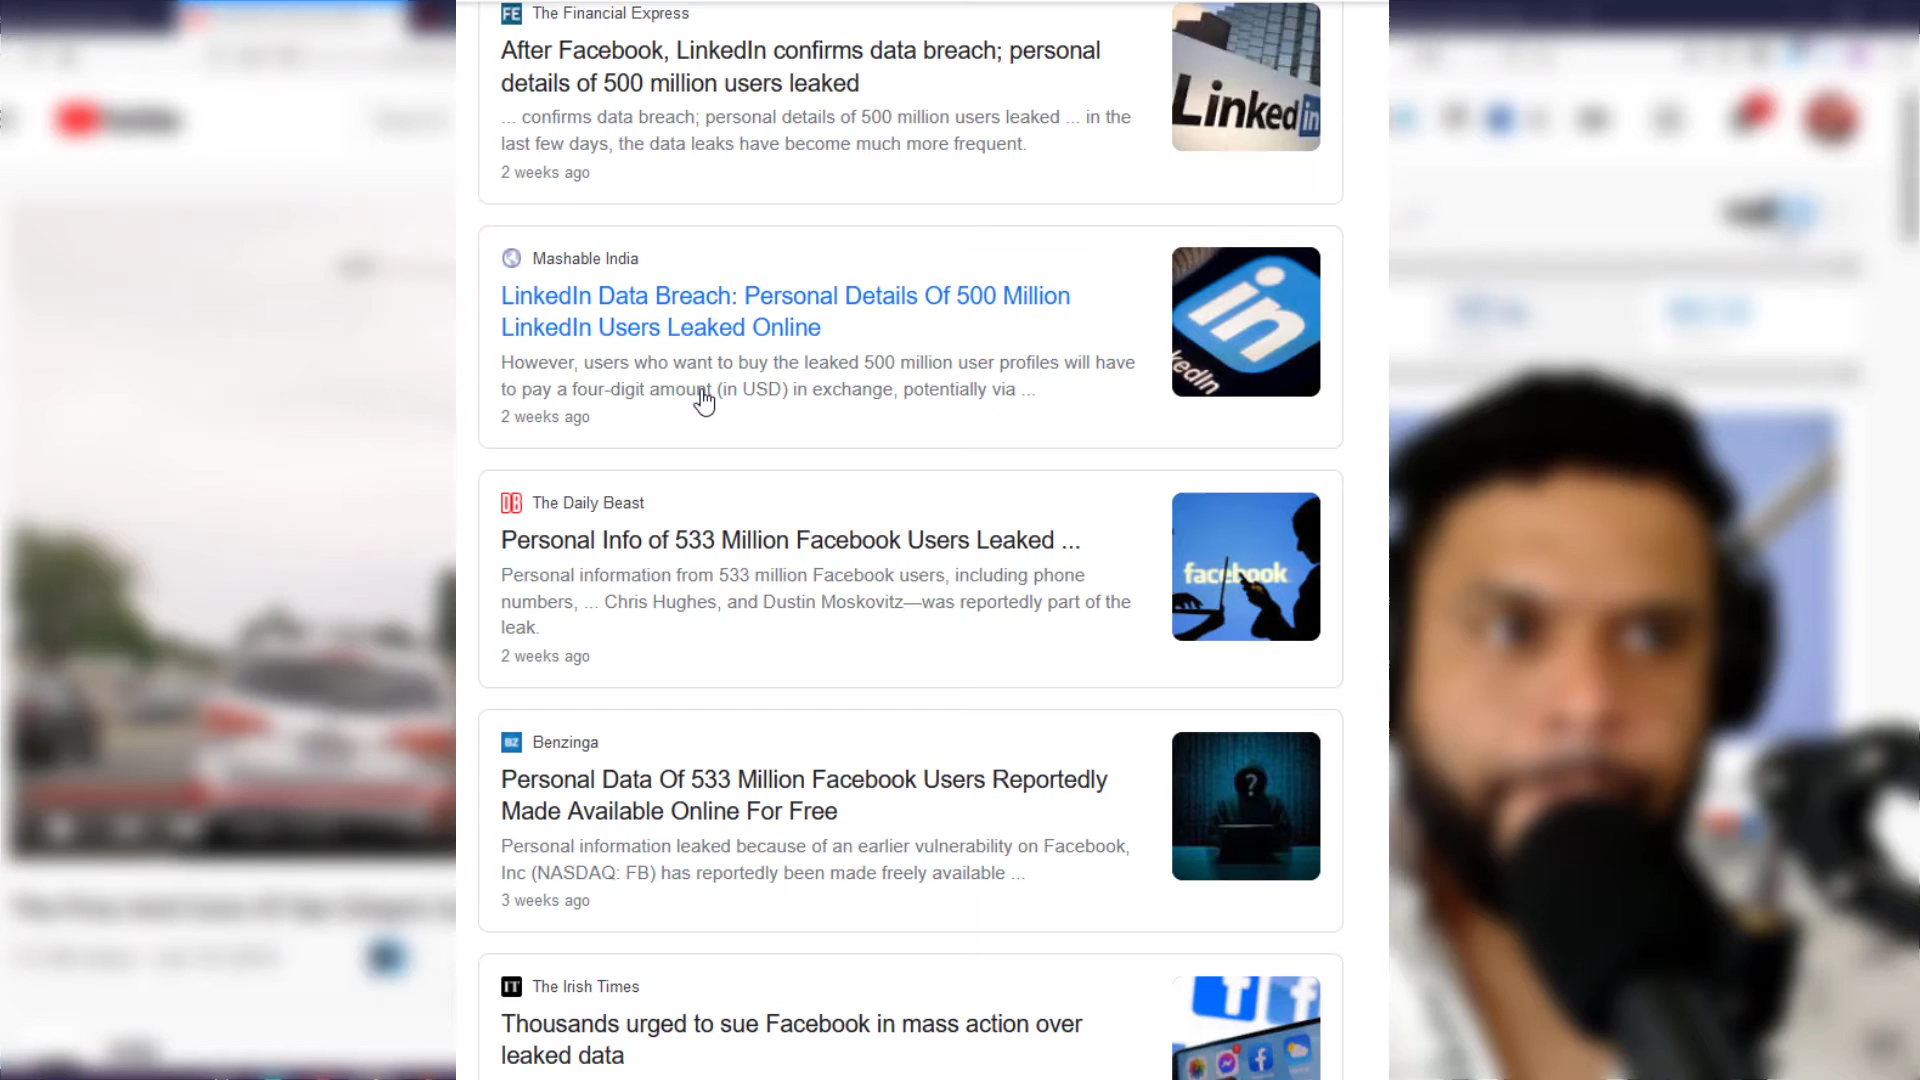 FE The Financial Express
After Facebook, LinkedIn confirms data breach; personal
details of 500 million users leaked
... confirms data breach; personal details of 500 million users leaked ... in the
last few days, the data leaks have become much more frequent.
2 weeks ago
Linked in
Mashable India
LinkedIn Data Breach: Personal Details Of 500 Million
LinkedIn Users Leaked Online
However, users who want to buy the leaked 500 million user profiles will have
to pay a four-digit amount (in USD) in exchange, potentially via ...
2 weeks ago
in
kedIn
DB The Daily Beast
Personal Info of 533 Million Facebook Users Leaked ...
Personal information from 533 million Facebook users, including phone
numbers, ... Chris Hughes, and Dustin Moskovitz—was reportedly part of the
leak.
2 weeks ago
facebook
BZ Benzinga
Personal Data Of 533 Million Facebook Users Reportedly
Made Available Online For Free
Personal information leaked because of an earlier vulnerability on Facebook,
Inc (NASDAQ: FB) has reportedly been made freely available ...
3 weeks ago
?
IT The Irish Times
Thousands urged to sue Facebook in mass action over
leaked data